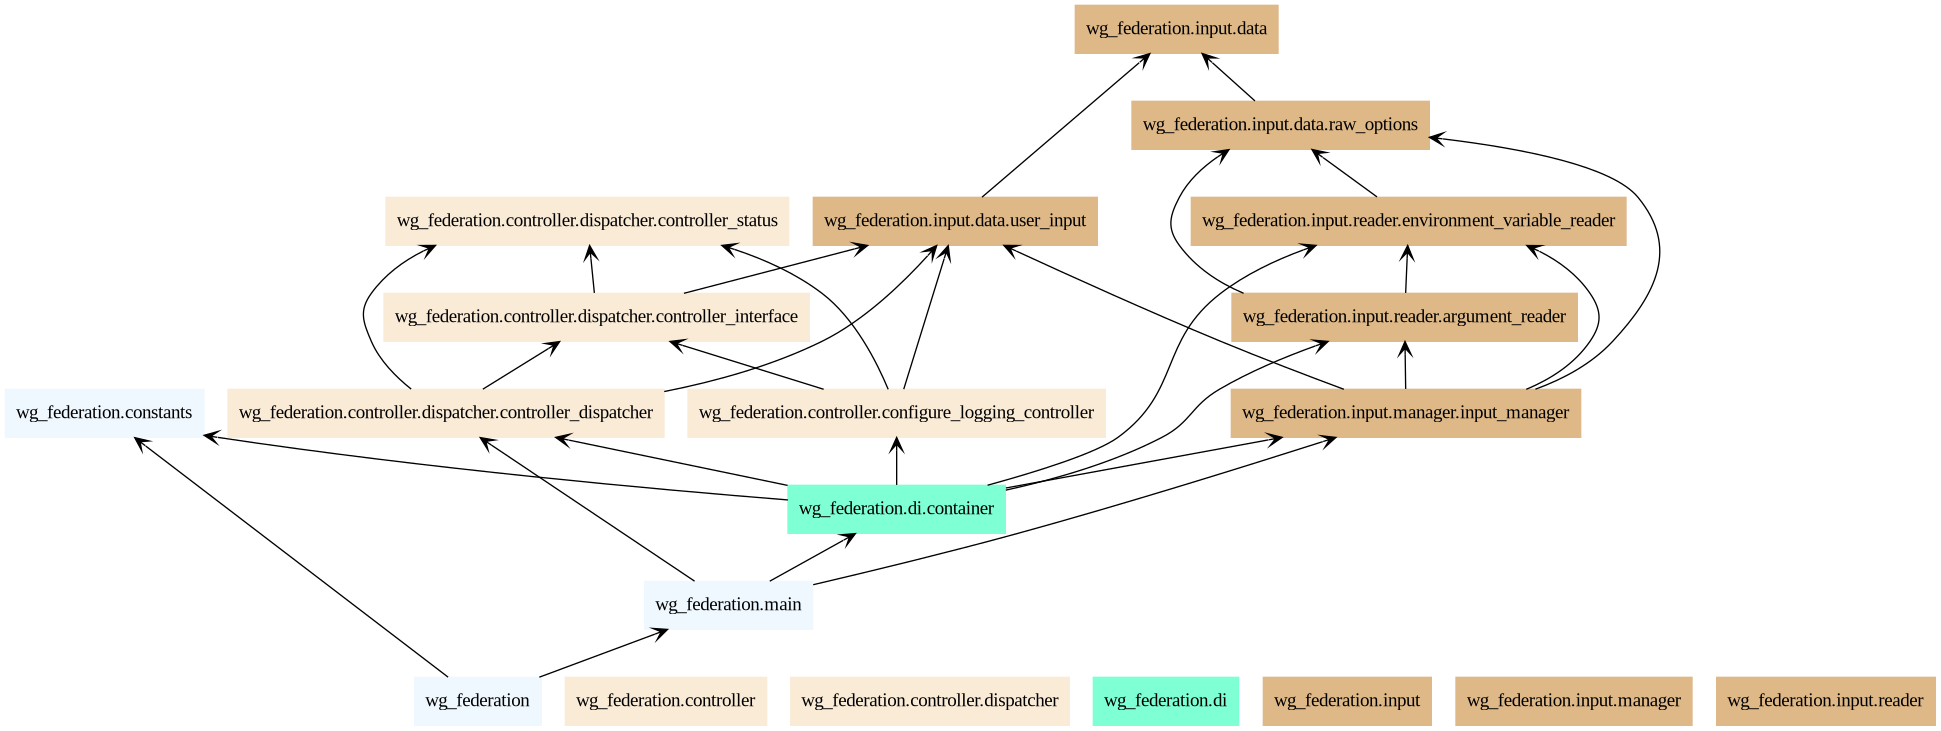 wg_federation.input.data
wg_federation.input.data.raw_options
wg_federation.controller.dispatcher.controller_status
wg_federation.input.data.user_input
wg_federation.input.reader.environment_variable_reader
wg_federation.controller.dispatcher.controller_interface
wg_federation.input.reader.argument_reader
wg_federation.constants
wg_federation.controller.dispatcher.controller_dispatcher
wg_federation.controller.configure_logging_controller
wg_federation.input.manager.input_manager
wg_federation.di.container
wg_federation.main
wg_federation
wg_federation.controller
wg_federation.controller.dispatcher
wg_federation.di
wg_federation.input
wg_federation.input.manager
wg_federation.input.reader